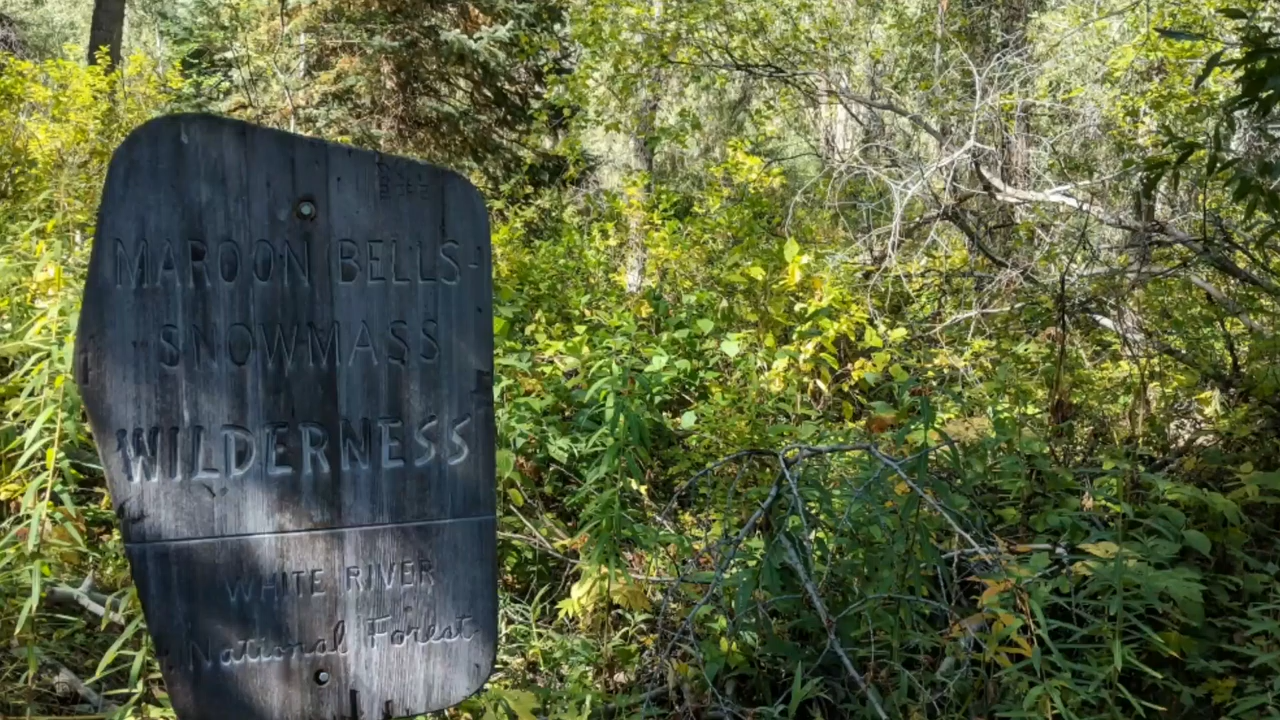 MAROON BELLS-
SNOWMASS
WILDERNESS
WHITE RIVER
National Forest